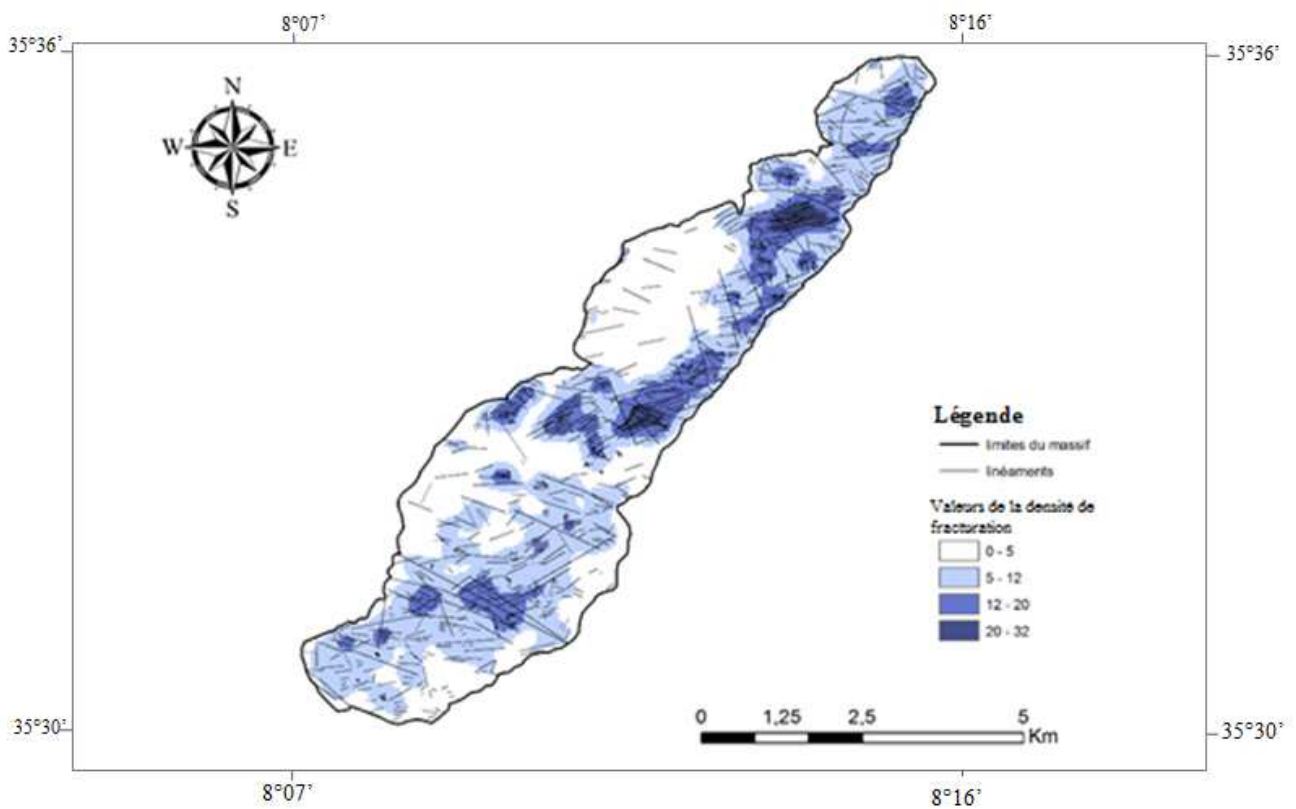 8°07' 8°16'
35°36' 35°36'
N
W E
S
Légende
limites du massif
linéaments
Valeurs de la densité de
fracturation
0 - 5
5 - 12
12 - 20
20 - 32
0 1,25 2,5 5
Km
35°30' 35°30'
8°07' 8°16'